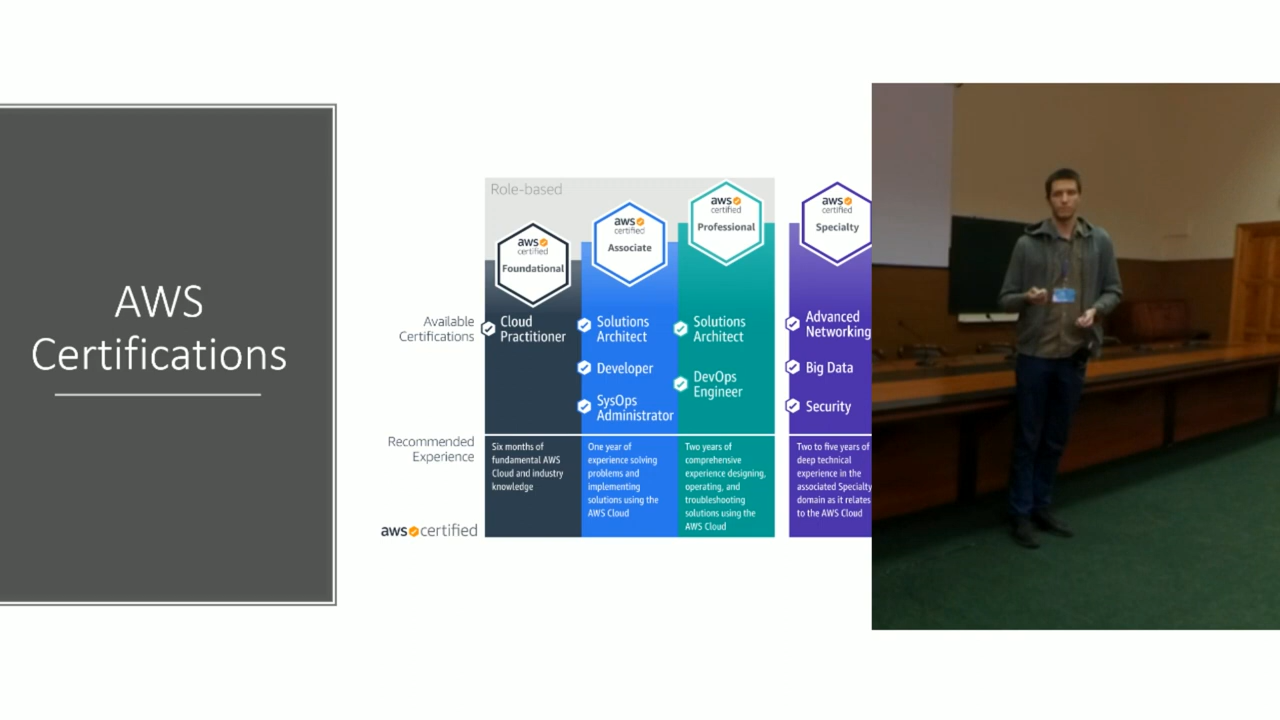 AWS
Certifications
Role-based
aws
certified
Foundational
aws
certified
Associate
aws
certified
Professional
aws
certified
Specialty
Available
Certifications
Cloud
Practitioner
Solutions
Architect
Developer
SysOps
Administrator
Solutions
Architect
DevOps
Engineer
Advanced
Networking
Big Data
Security
Recommended
Experience
Six months of
fundamental AWS
Cloud and industry
knowledge
One year of
experience solving
problems and
implementing
solutions using the
AWS Cloud
Two years of
comprehensive
experience designing,
operating, and
troubleshooting
solutions using the
AWS Cloud
Two to five years of
deep technical
experience in the
associated Specialty
domain as it relates
to the AWS Cloud
aws certified